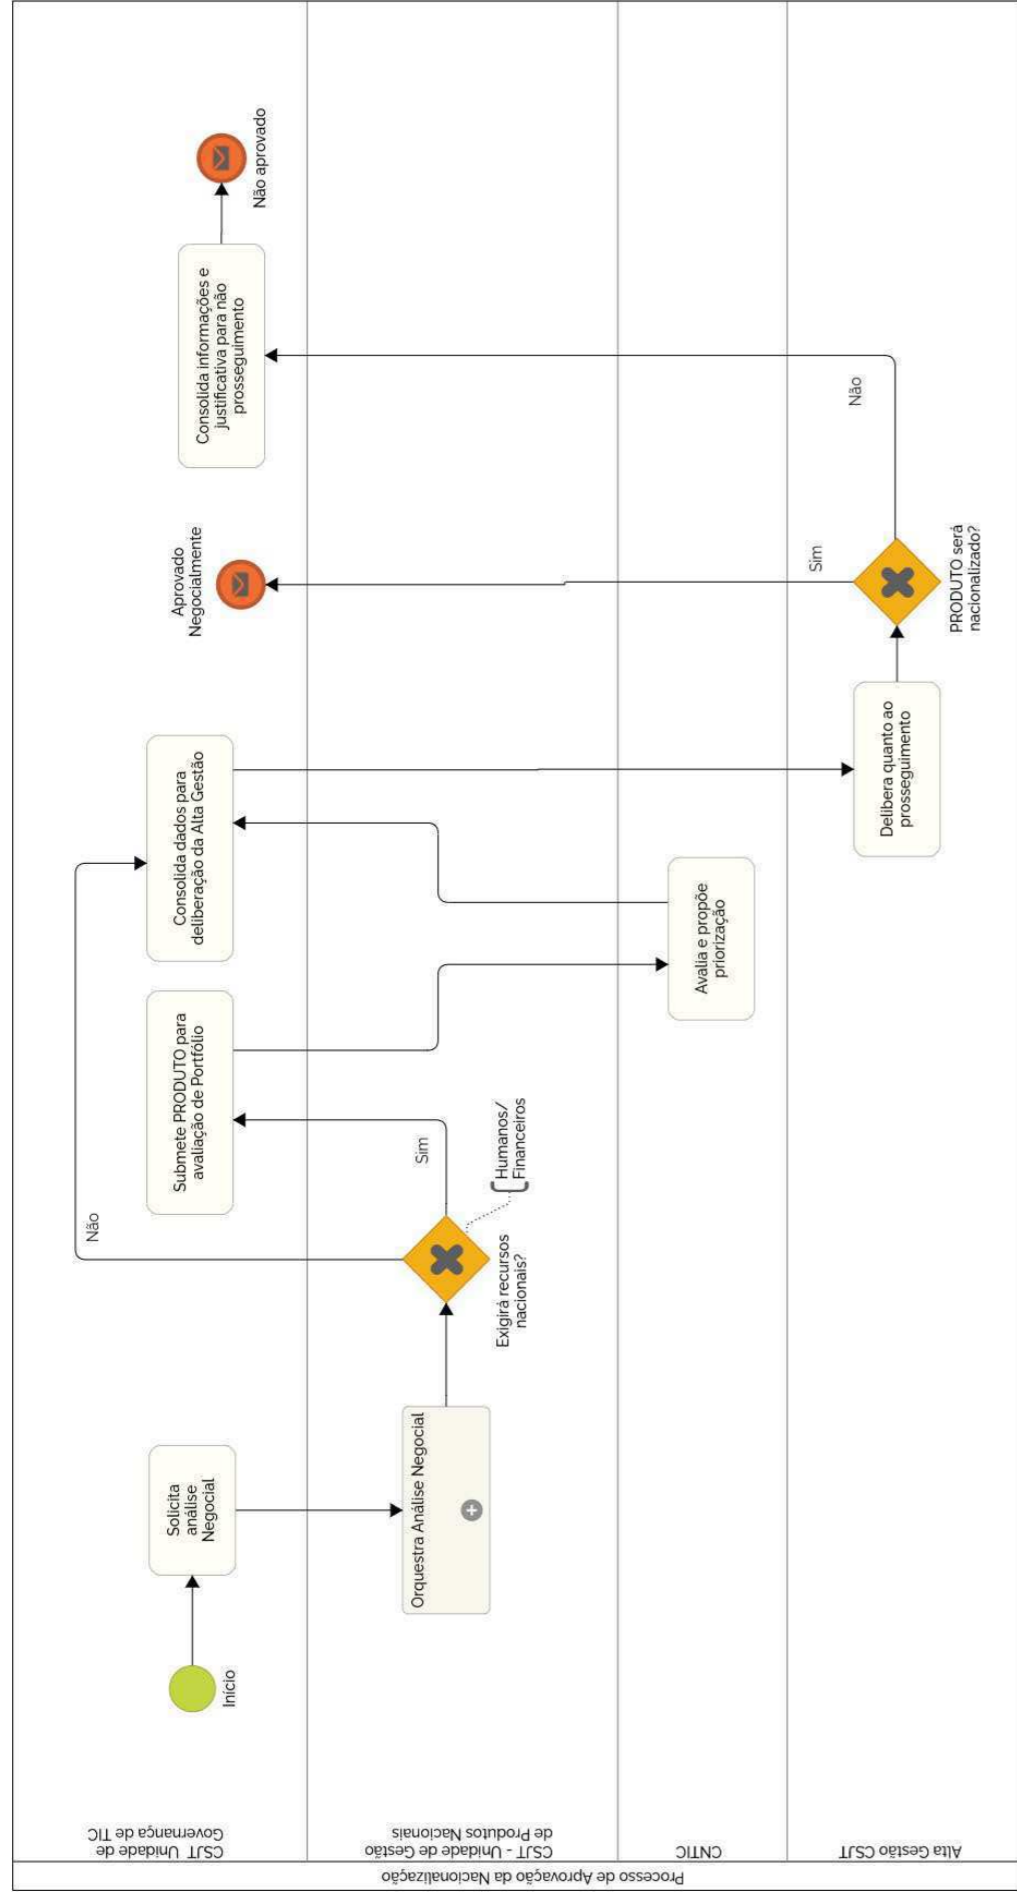 Processo de Aprovação da Nacionalização
CSJT Unidade de
Governança de TIC
CSJT - Unidade de Gestão
de Produtos Nacionais
CNTIC
Alta Gestão CSJT
Início
Solicita
análise
Negocial
Orquestra Análise Negocial
Exigirá recursos
nacionais?
Humanos/
Financeiros
Não
Sim
Submete PRODUTO para
avaliação de Portfólio
Avalia e propõe
priorização
Consolida dados para
deliberação da Alta Gestão
Delibera quanto ao
prosseguimento
PRODUTO será
nacionalizado?
Sim
Não
Aprovado
Negocialmente
Consolida informações e
justificativa para não
prosseguimento
Não aprovado